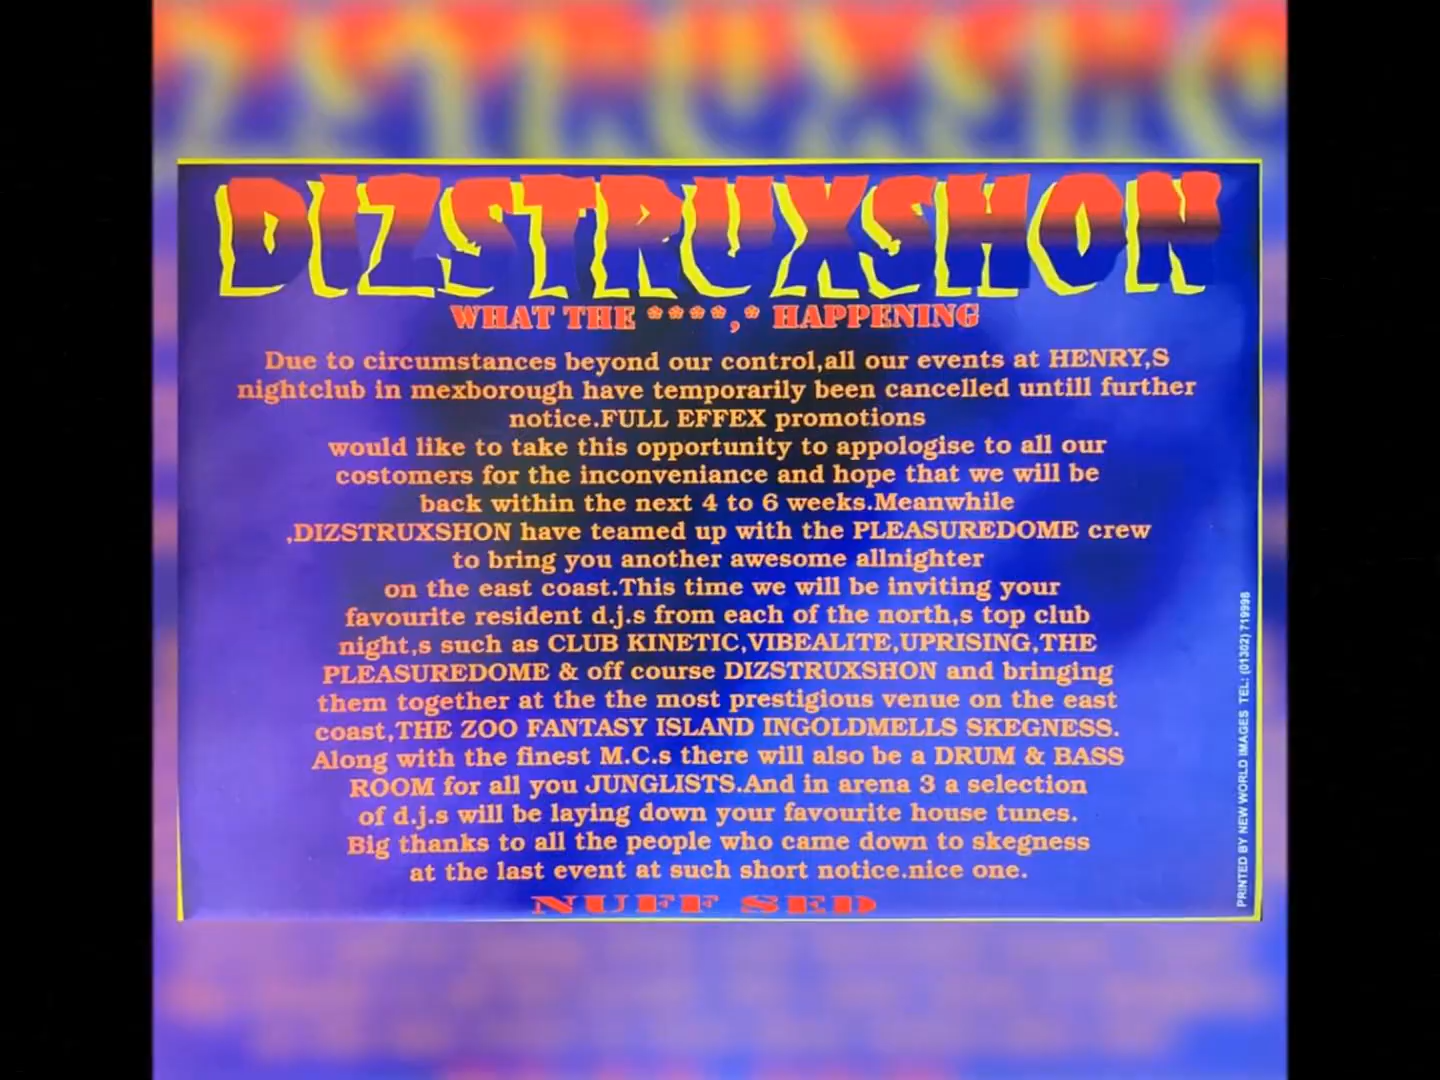 DIZSTRUXSHON
WHAT THE ****,* HAPPENING
Due to circumstances beyond our control,all our events at HENRY,S
nightclub in mexborough have temporarily been cancelled untill further
notice.FULL EFFEX promotions
would like to take this opportunity to appologise to all our
costomers for the inconveniance and hope that we will be
back within the next 4 to 6 weeks.Meanwhile
,DIZSTRUXSHON have teamed up with the PLEASUREDOME crew
to bring you another awesome allnighter
on the east coast.This time we will be inviting your
favourite resident d.j.s from each of the north,s top club
night,s such as CLUB KINETIC,VIBEALITE,UPRISING,THE
PLEASUREDOME & off course DIZSTRUXSHON and bringing
them together at the the most prestigious venue on the east
coast,THE ZOO FANTASY ISLAND INGOLDMELLS SKEGNESS.
Along with the finest M.C.s there will also be a DRUM & BASS
ROOM for all you JUNGLISTS.And in arena 3 a selection
of d.j.s will be laying down your favourite house tunes.
Big thanks to all the people who came down to skegness
at the last event at such short notice.nice one.
NUFF SED
PRINTED BY NEW WORLD IMAGES TEL: (01302) 719998